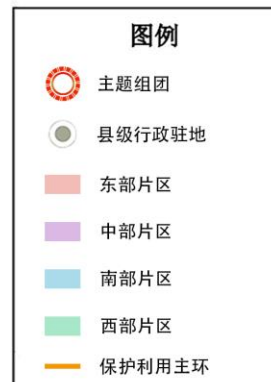 图例
主题组团
县级行政驻地
东部片区
中部片区
南部片区
西部片区
保护利用主环